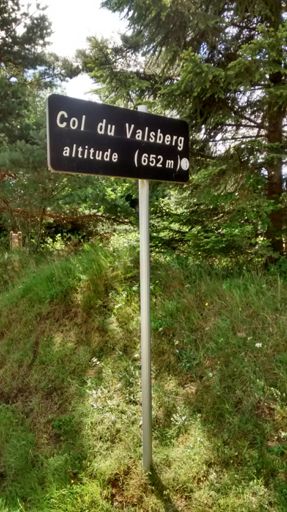 Col du Valsberg
altitude (652 m)